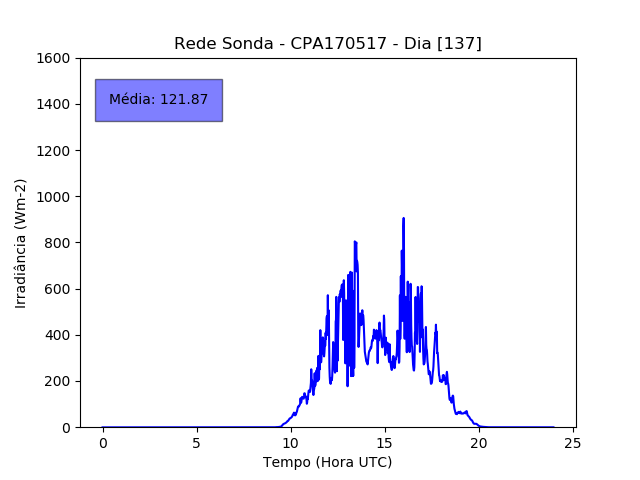 Rede Sonda - CPA170517 - Dia [137]
1600
1400
1200
1000
800
600
400
200
0
Média: 121.87
Irradiância (Wm-2)
0 5 10 15 20 25
Tempo (Hora UTC)